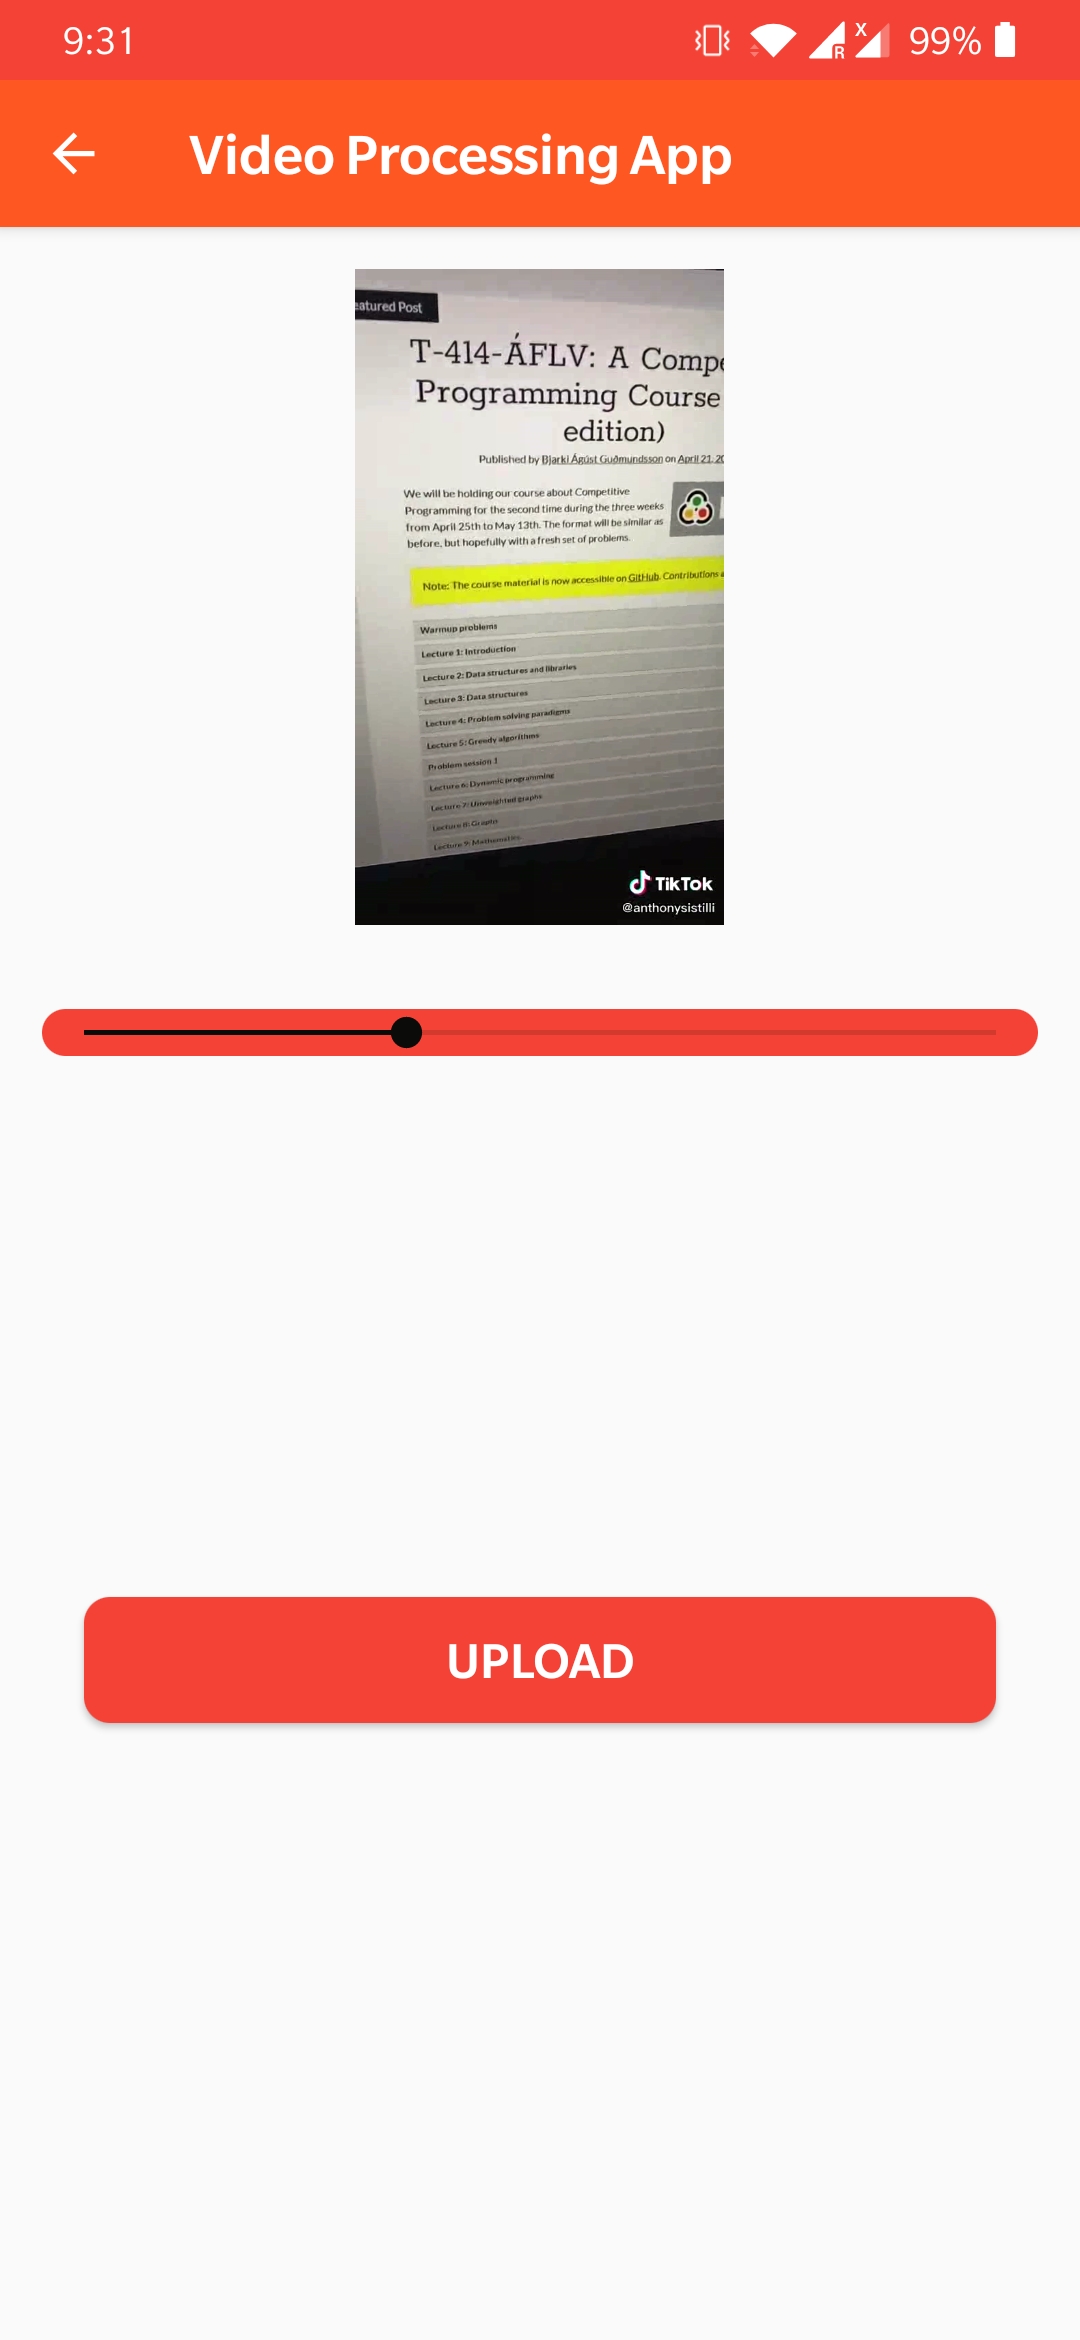 9:31
R
X
99%
Video Processing App
eatured Post
T-414-ÁFLV: A Compe
Programming Course
edition)
Published by Bjarki Ágúst Guðmundsson on April 21, 20
We will be holding our course about Competitive
Programming for the second time during the three weeks
from April 25th to May 13th. The format will be similar as
before, but hopefully with a fresh set of problems.
Note: The course material is now accessible on GitHub. Contributions a
Warmup problems
Lecture 1: Introduction
Lecture 2: Data structures and libraries
Lecture 3: Data structures
Lecture 4: Problem solving paradigms
Lecture 5: Greedy algorithms
Problem session 1
Lecture 6: Dynamic programming
Lecture 7: Unweighted graphs
Lecture 8: Graphs
Lecture 9: Mathematics
TikTok
@anthonysistilli
UPLOAD